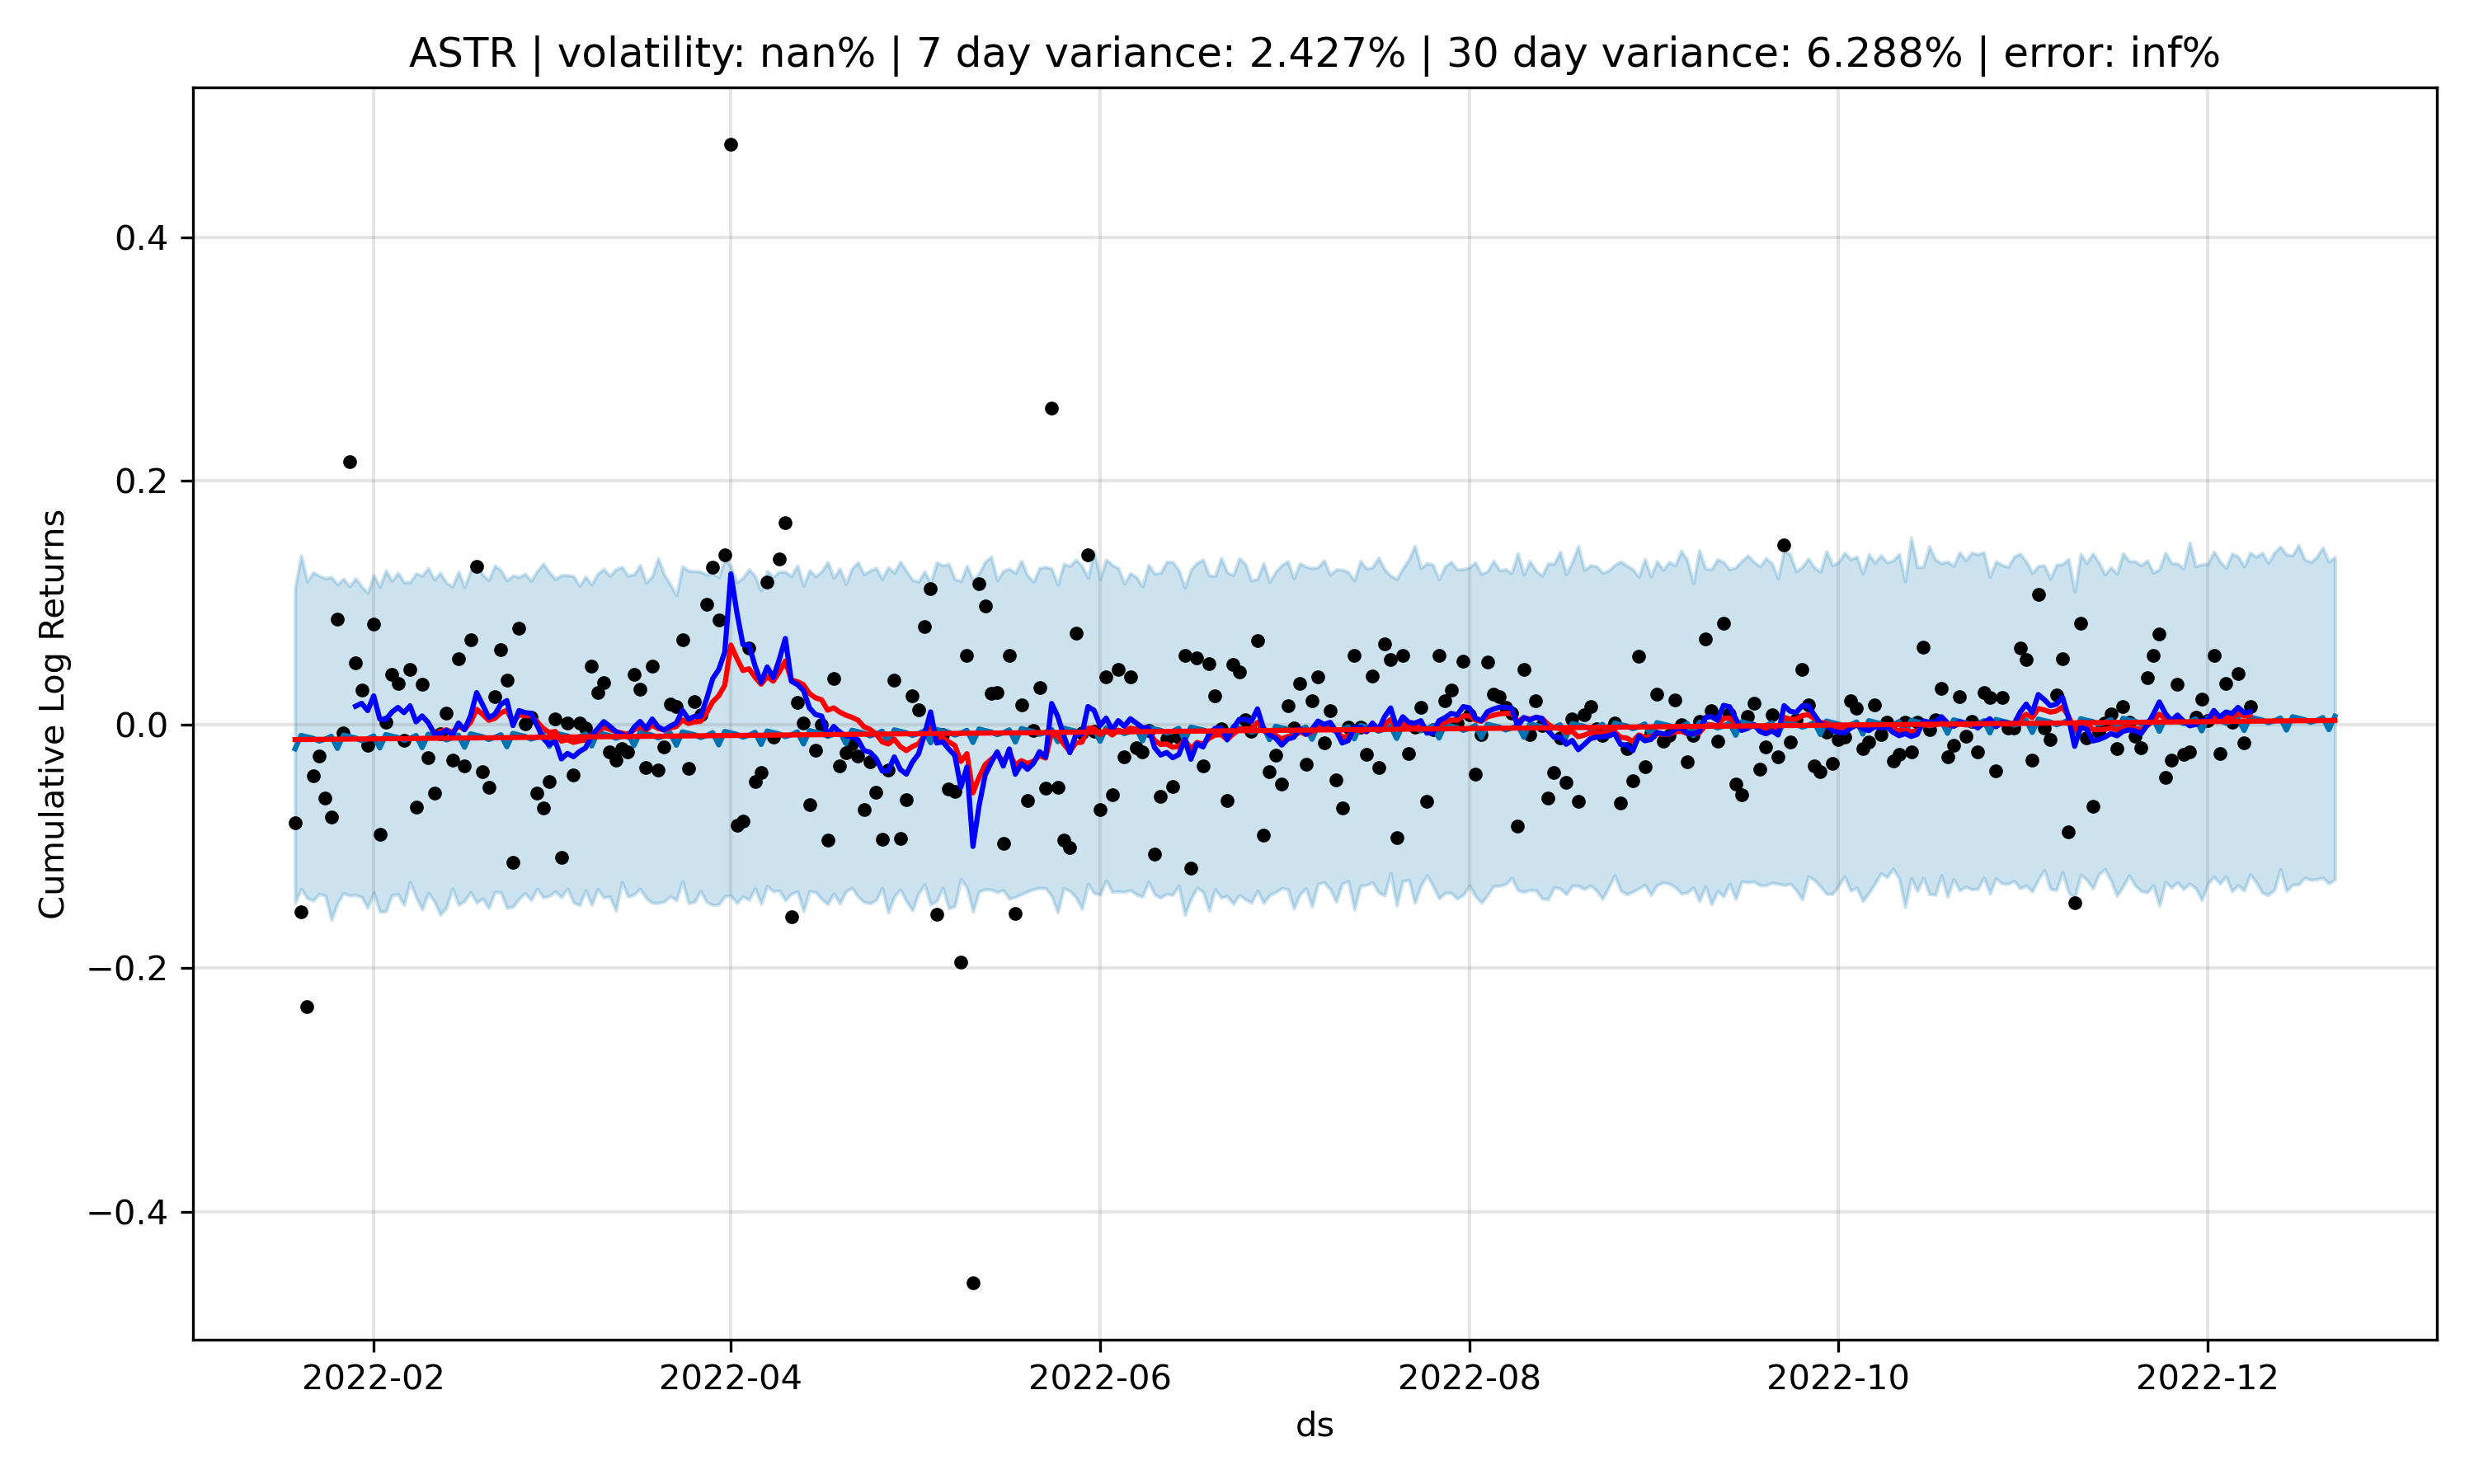 ASTR | volatility: nan% | 7 day variance: 2.427% | 30 day variance: 6.288% | error: inf%
Cumulative Log Returns
0.4
0.2
0.0
−0.2
−0.4
2022-02 2022-04 2022-06 2022-08 2022-10 2022-12
ds